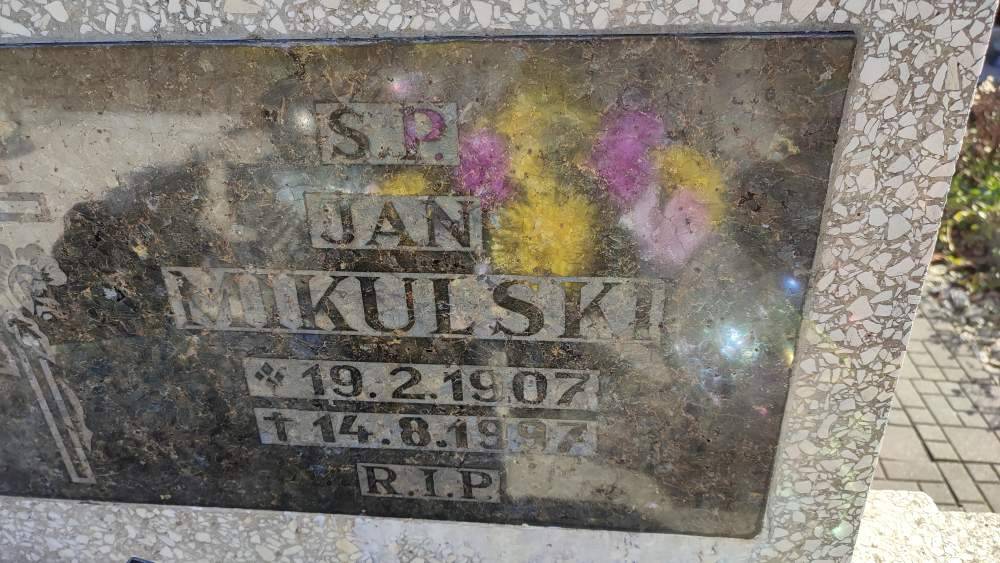 S.P.
JAN
MIKULSKI
19.2.1907
† 14.8.1997
R.I.P